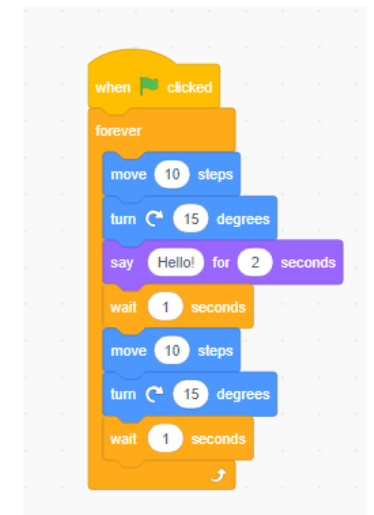 when clicked
forever
move 10 steps
turn 15 degrees
say Hello! for 2 seconds
wait 1 seconds
move 10 steps
turn 15 degrees
wait 1 seconds